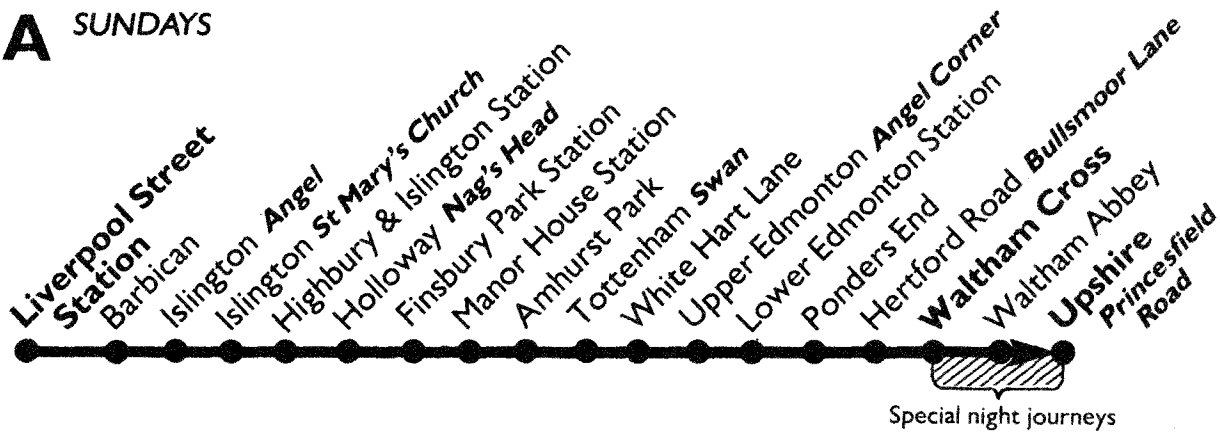 A SUNDAYS
Liverpool Street
Station
Barbican
Islington Angel
Islington St Mary's Church
Highbury & Islington Station
Holloway Nag's Head
Finsbury Park Station
Manor House Station
Amhurst Park
Tottenham Swan
White Hart Lane
Upper Edmonton Angel Corner
Lower Edmonton Station
Ponders End
Hertford Road Bullsmoor Lane
Waltham Cross
Waltham Abbey
Upshire
Princesfield
Road
Special night journeys